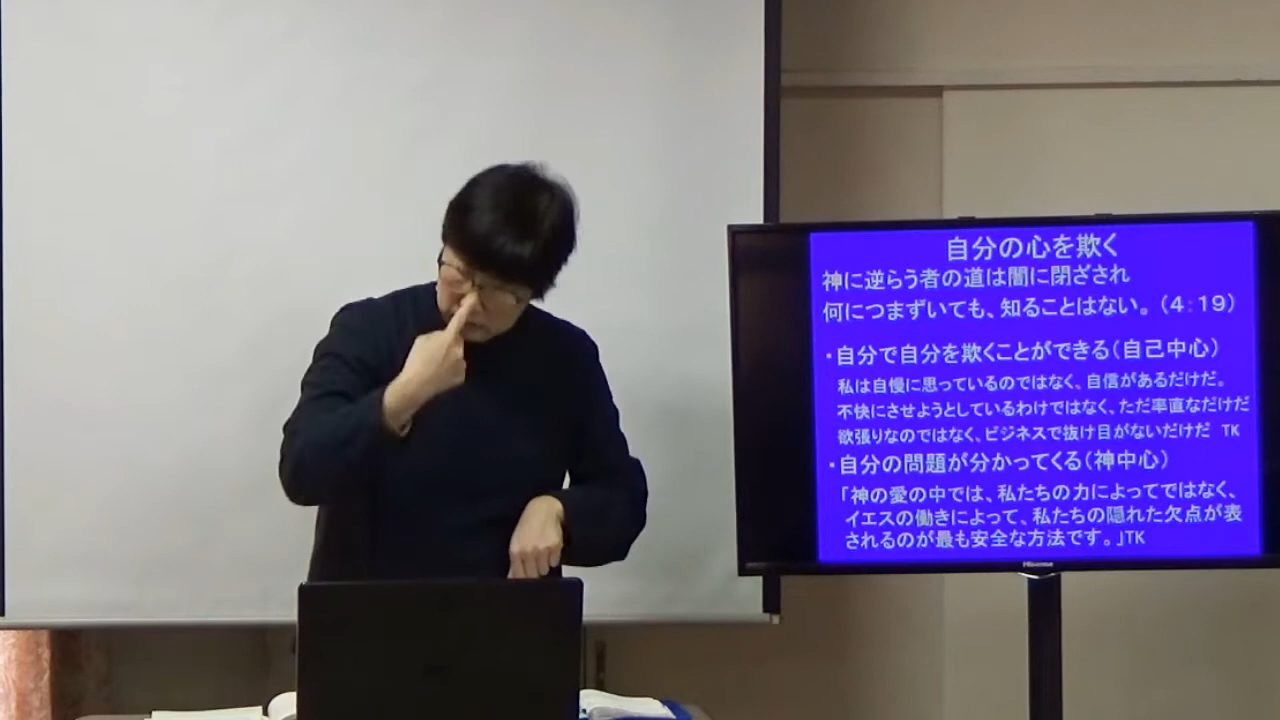 自分の心を欺く
神に逆らう者の道は闇に閉ざされ
何につまずいても、知ることはない。（４：１９）
・自分で自分を欺くことができる（自己中心）
私は自慢に思っているのではなく、自信があるだけだ。
不快にさせようとしているわけではなく、ただ率直なだけだ
欲張りなのではなく、ビジネスで抜け目がないだけだ TK
・自分の問題が分かってくる（神中心）
「神の愛の中では、私たちの力によってではなく、
イエスの働きによって、私たちの隠れた欠点が表
されるのが最も安全な方法です。」TK
Hisense